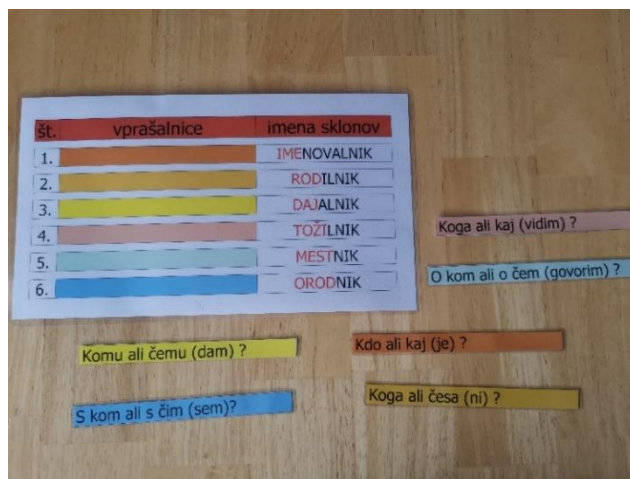 št. vprašalnice imena sklonov
1. IMENOVALNIK
2. RODILNIK
3. DAJALNIK
4. TOŽILNIK
5. MESTNIK
6. ORODNIK
Koga ali kaj (vidim) ?
O kom ali o čem (govorim) ?
Komu ali čemu (dam) ?
Kdo ali kaj (je) ?
S kom ali s čim (sem)?
Koga ali česa (ni) ?